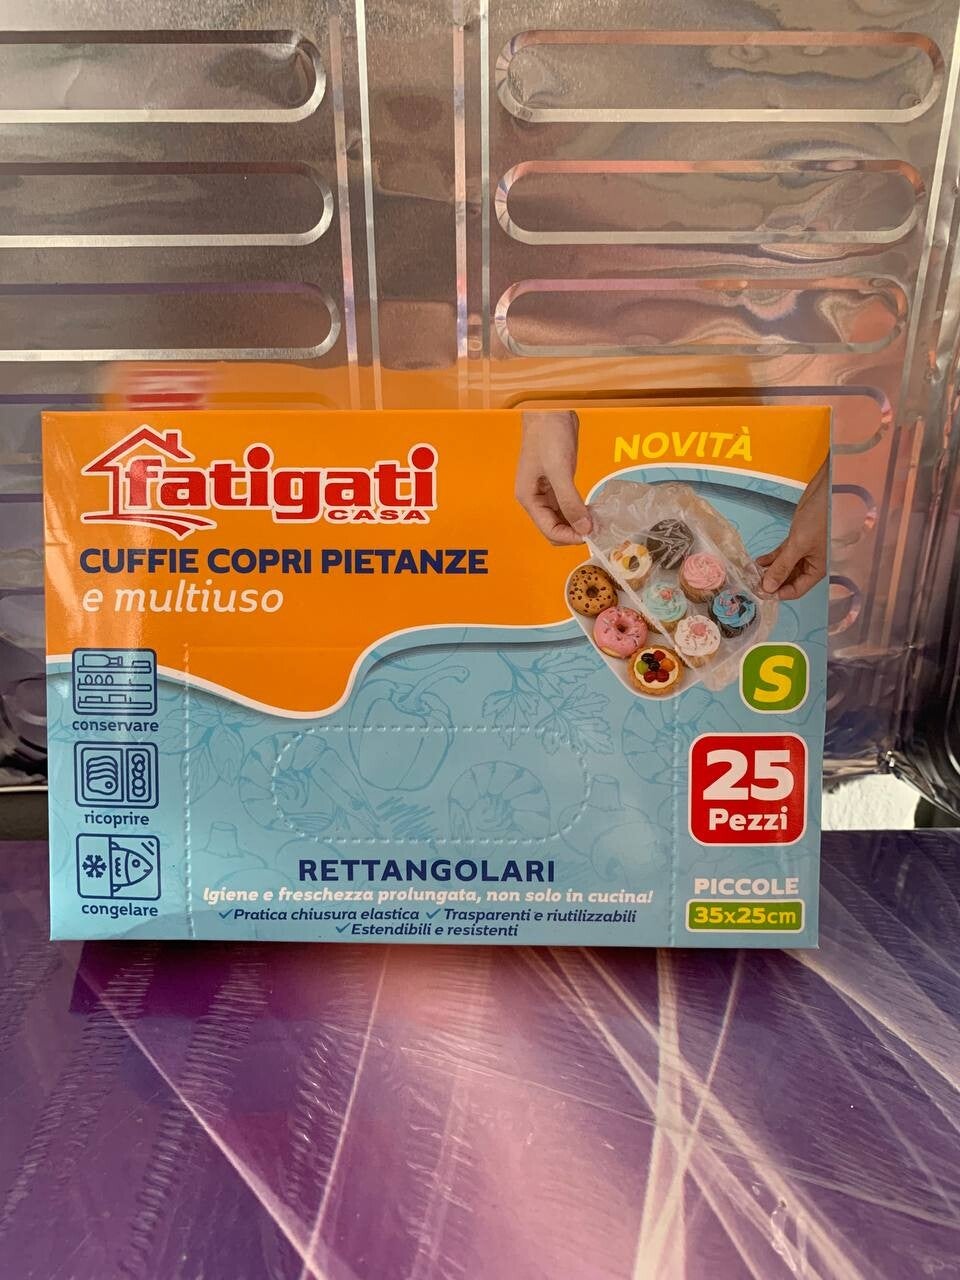 NOVITÀ
fatigati
CASA
CUFFIE COPRI PIETANZE
e multiuso
S
conservare
25
Pezzi
ricoprire
RETTANGOLARI
PICCOLE
Igiene e freschezza prolungata, non solo in cucina!
congelare
✓Pratica chiusura elastica ✓Trasparenti e riutilizzabili
35x25cm
✓Estendibili e resistenti